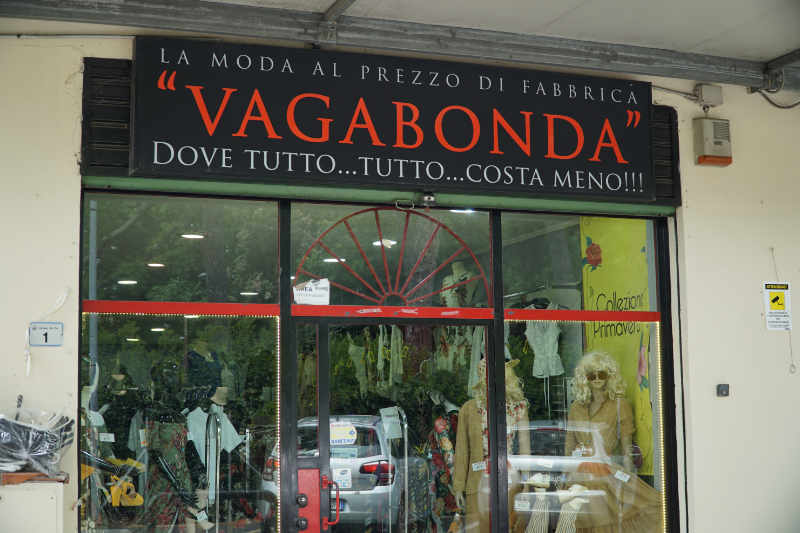 LA MODA AL PREZZO DI FABBRICA
“VAGABONDA”
DOVE TUTTO...TUTTO...COSTA MENO!!!
Collezione
Primavera
1